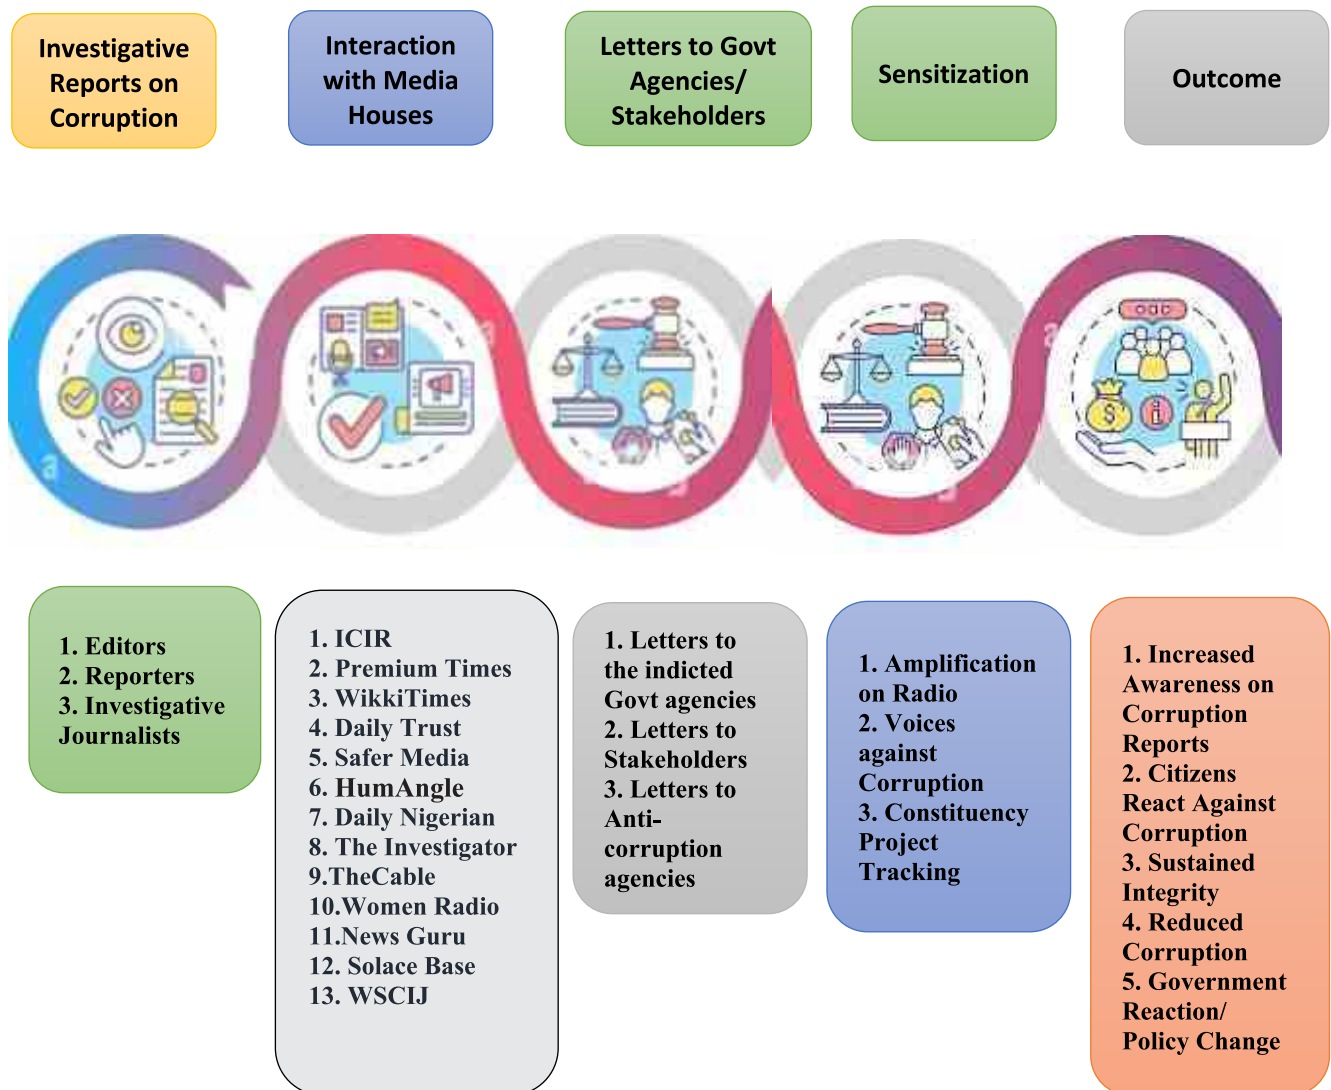 Investigative
Reports on
Corruption
Interaction
with Media
Houses
Letters to Govt
Agencies/
Stakeholders
Sensitization
Outcome
a
a
a
$
i
1. Editors
2. Reporters
3. Investigative
Journalists
1. ICIR
2. Premium Times
3. WikkiTimes
4. Daily Trust
5. Safer Media
6. HumAngle
7. Daily Nigerian
8. The Investigator
9.TheCable
10.Women Radio
11.News Guru
12. Solace Base
13. WSCIJ
1. Letters to
the indicted
Govt agencies
2. Letters to
Stakeholders
3. Letters to
Anti-
corruption
agencies
1. Amplification
on Radio
2. Voices
against
Corruption
3. Constituency
Project
Tracking
1. Increased
Awareness on
Corruption
Reports
2. Citizens
React Against
Corruption
3. Sustained
Integrity
4. Reduced
Corruption
5. Government
Reaction/
Policy Change